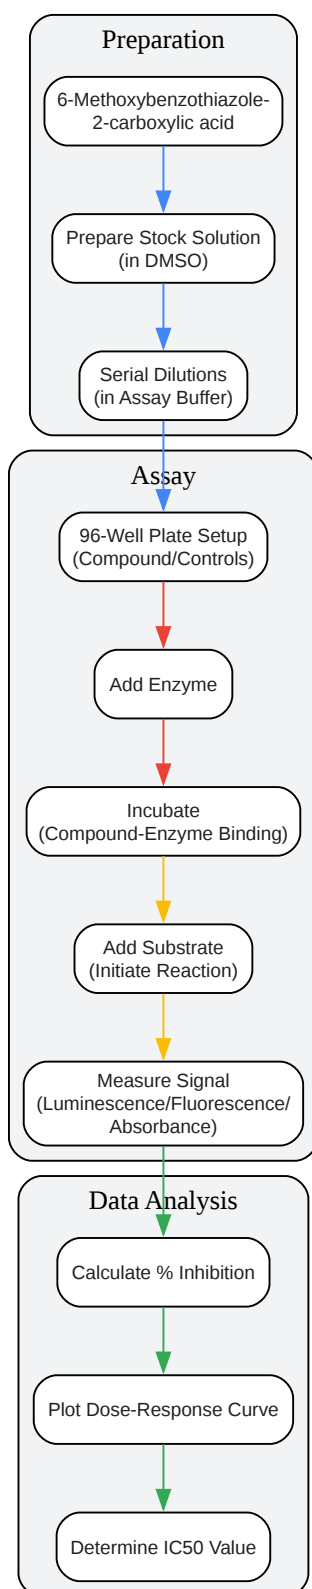 Preparation
6-Methoxybenzothiazole-
2-carboxylic acid
Prepare Stock Solution
(in DMSO)
Serial Dilutions
(in Assay Buffer)
Assay
96-Well Plate Setup
(Compound/Controls)
Add Enzyme
Incubate
(Compound-Enzyme Binding)
Add Substrate
(Initiate Reaction)
Measure Signal
(Luminescence/Fluorescence/
Absorbance)
Data Analysis
Calculate % Inhibition
Plot Dose-Response Curve
Determine IC50 Value